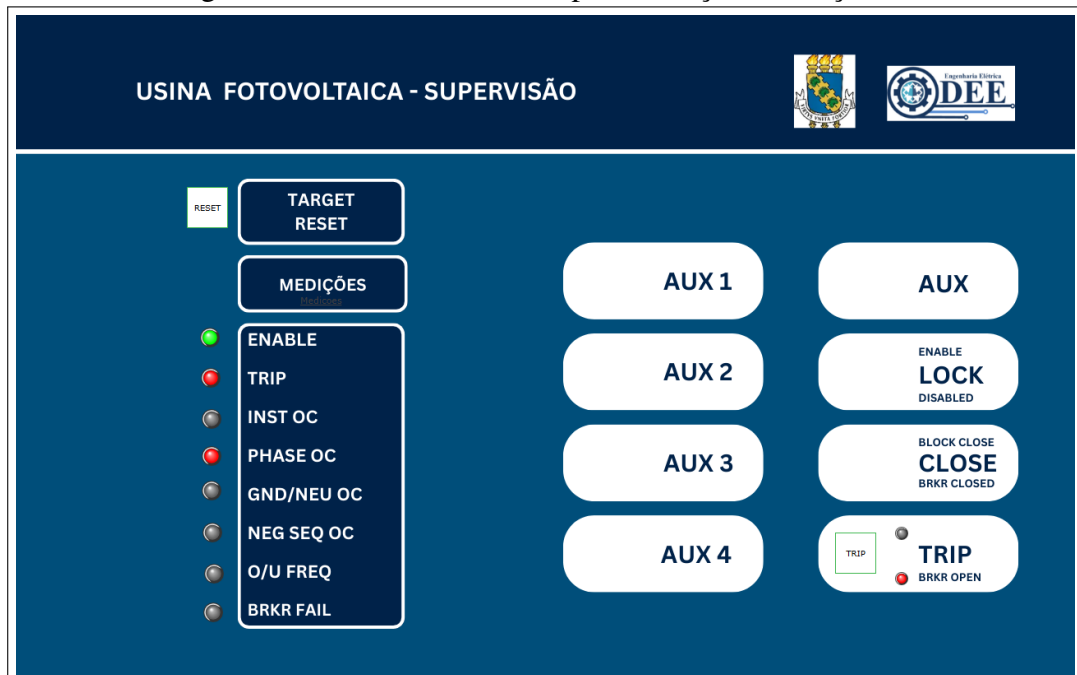 USINA FOTOVOLTAICA - SUPERVISÃO
Engenharia Elétrica
DEE
RESET
TARGET
RESET
MEDIÇÕES
Medicoes
ENABLE
TRIP
INST OC
PHASE OC
GND/NEU OC
NEG SEQ OC
O/U FREQ
BRKR FAIL
AUX 1
AUX 2
AUX 3
AUX 4
AUX
ENABLE
LOCK
DISABLED
BLOCK CLOSE
CLOSE
BRKR CLOSED
TRIP
TRIP
BRKR OPEN